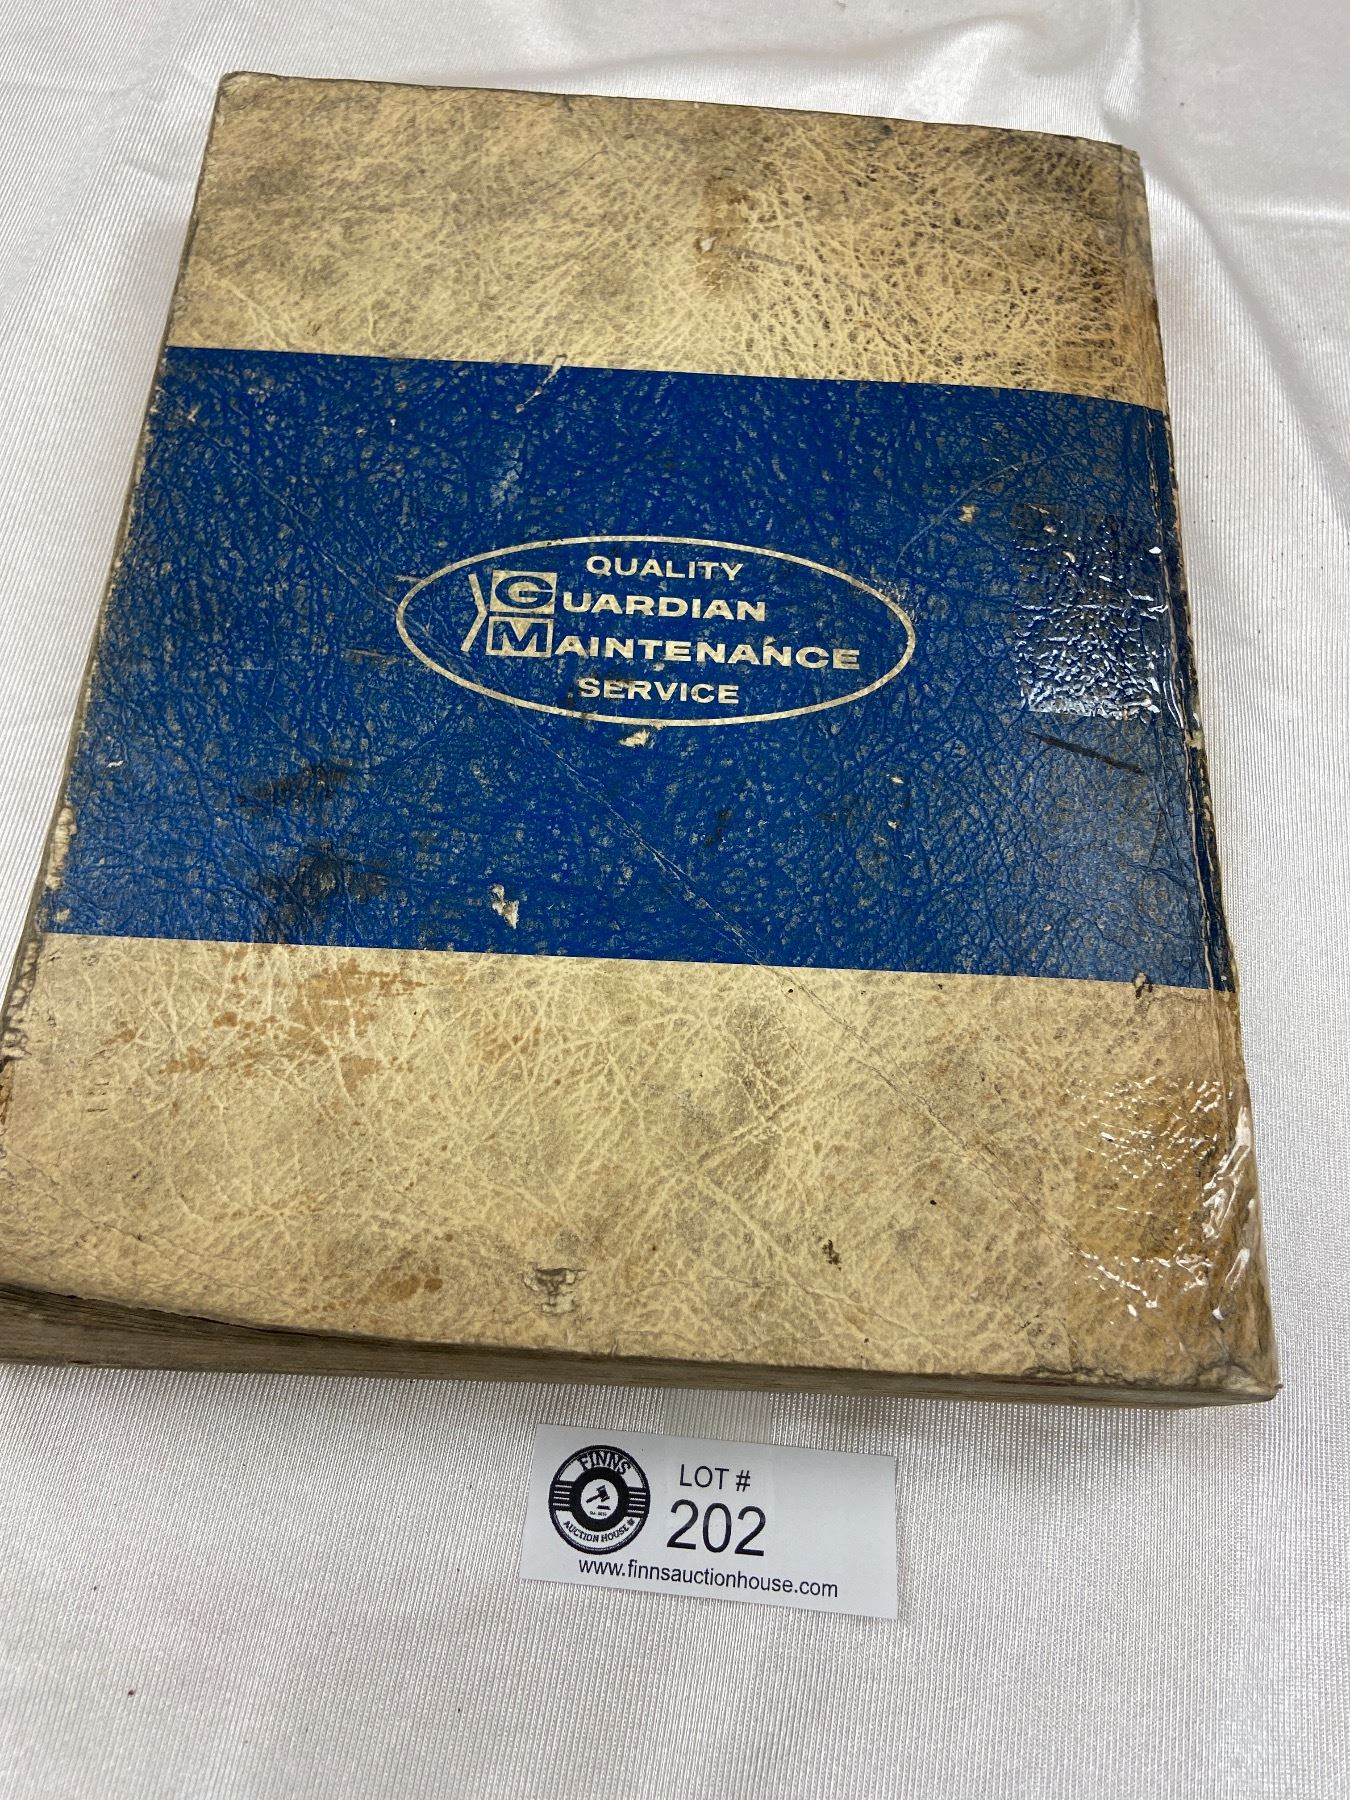 QUALITY
GUARDIAN
MAINTENANCE
SERVICE
FINNS
AUCTION HOUSE
LOT #
202
www.finnsauctionhouse.com